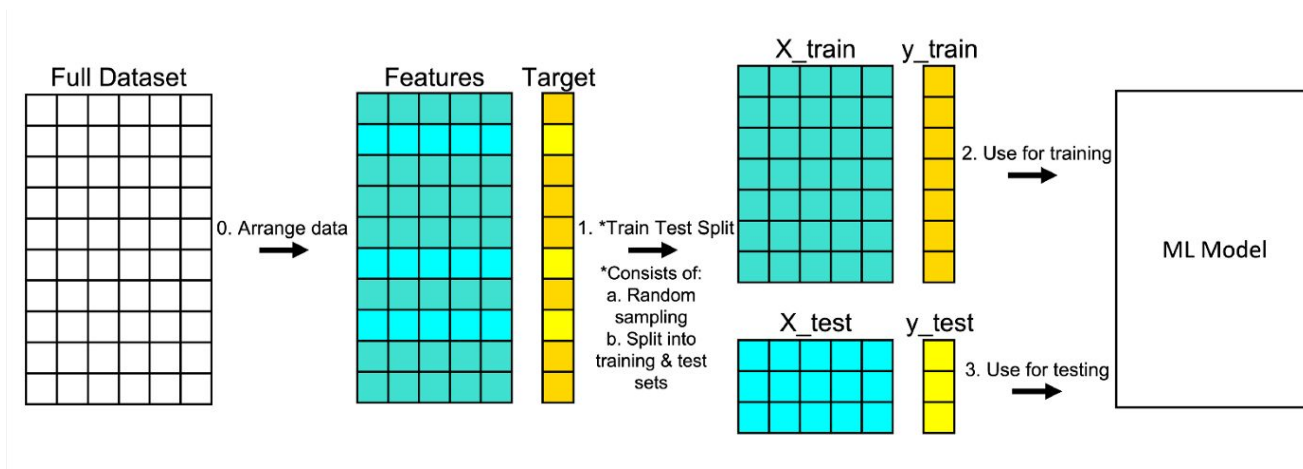 Full Dataset
0. Arrange data
Features
Target
1. *Train Test Split
*Consists of:
a. Random
sampling
b. Split into
training & test
sets
X_train
y_train
2. Use for training
X_test
y_test
3. Use for testing
ML Model